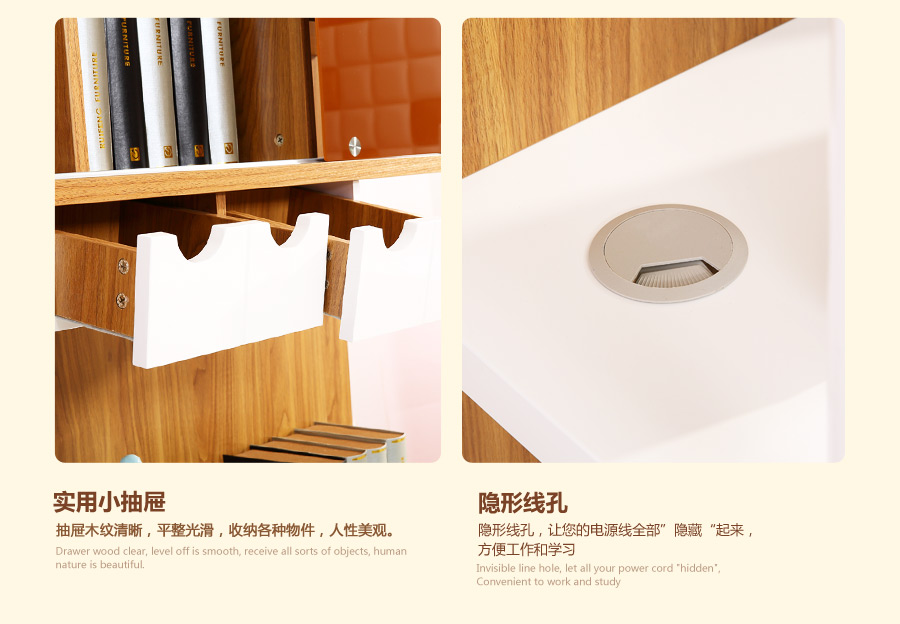 FURNITURE
FURNITURE
FURNITURE
FURNITURE
实用小抽屉
抽屉木纹清晰，平整光滑，收纳各种物件，人性美观。
Drawer wood clear, level off is smooth, receive all sorts of objects, human
nature is beautiful.
隐形线孔
隐形线孔，让您的电源线全部”隐藏“起来，
方便工作和学习
Invisible line hole, let all your power cord "hidden",
Convenient to work and study